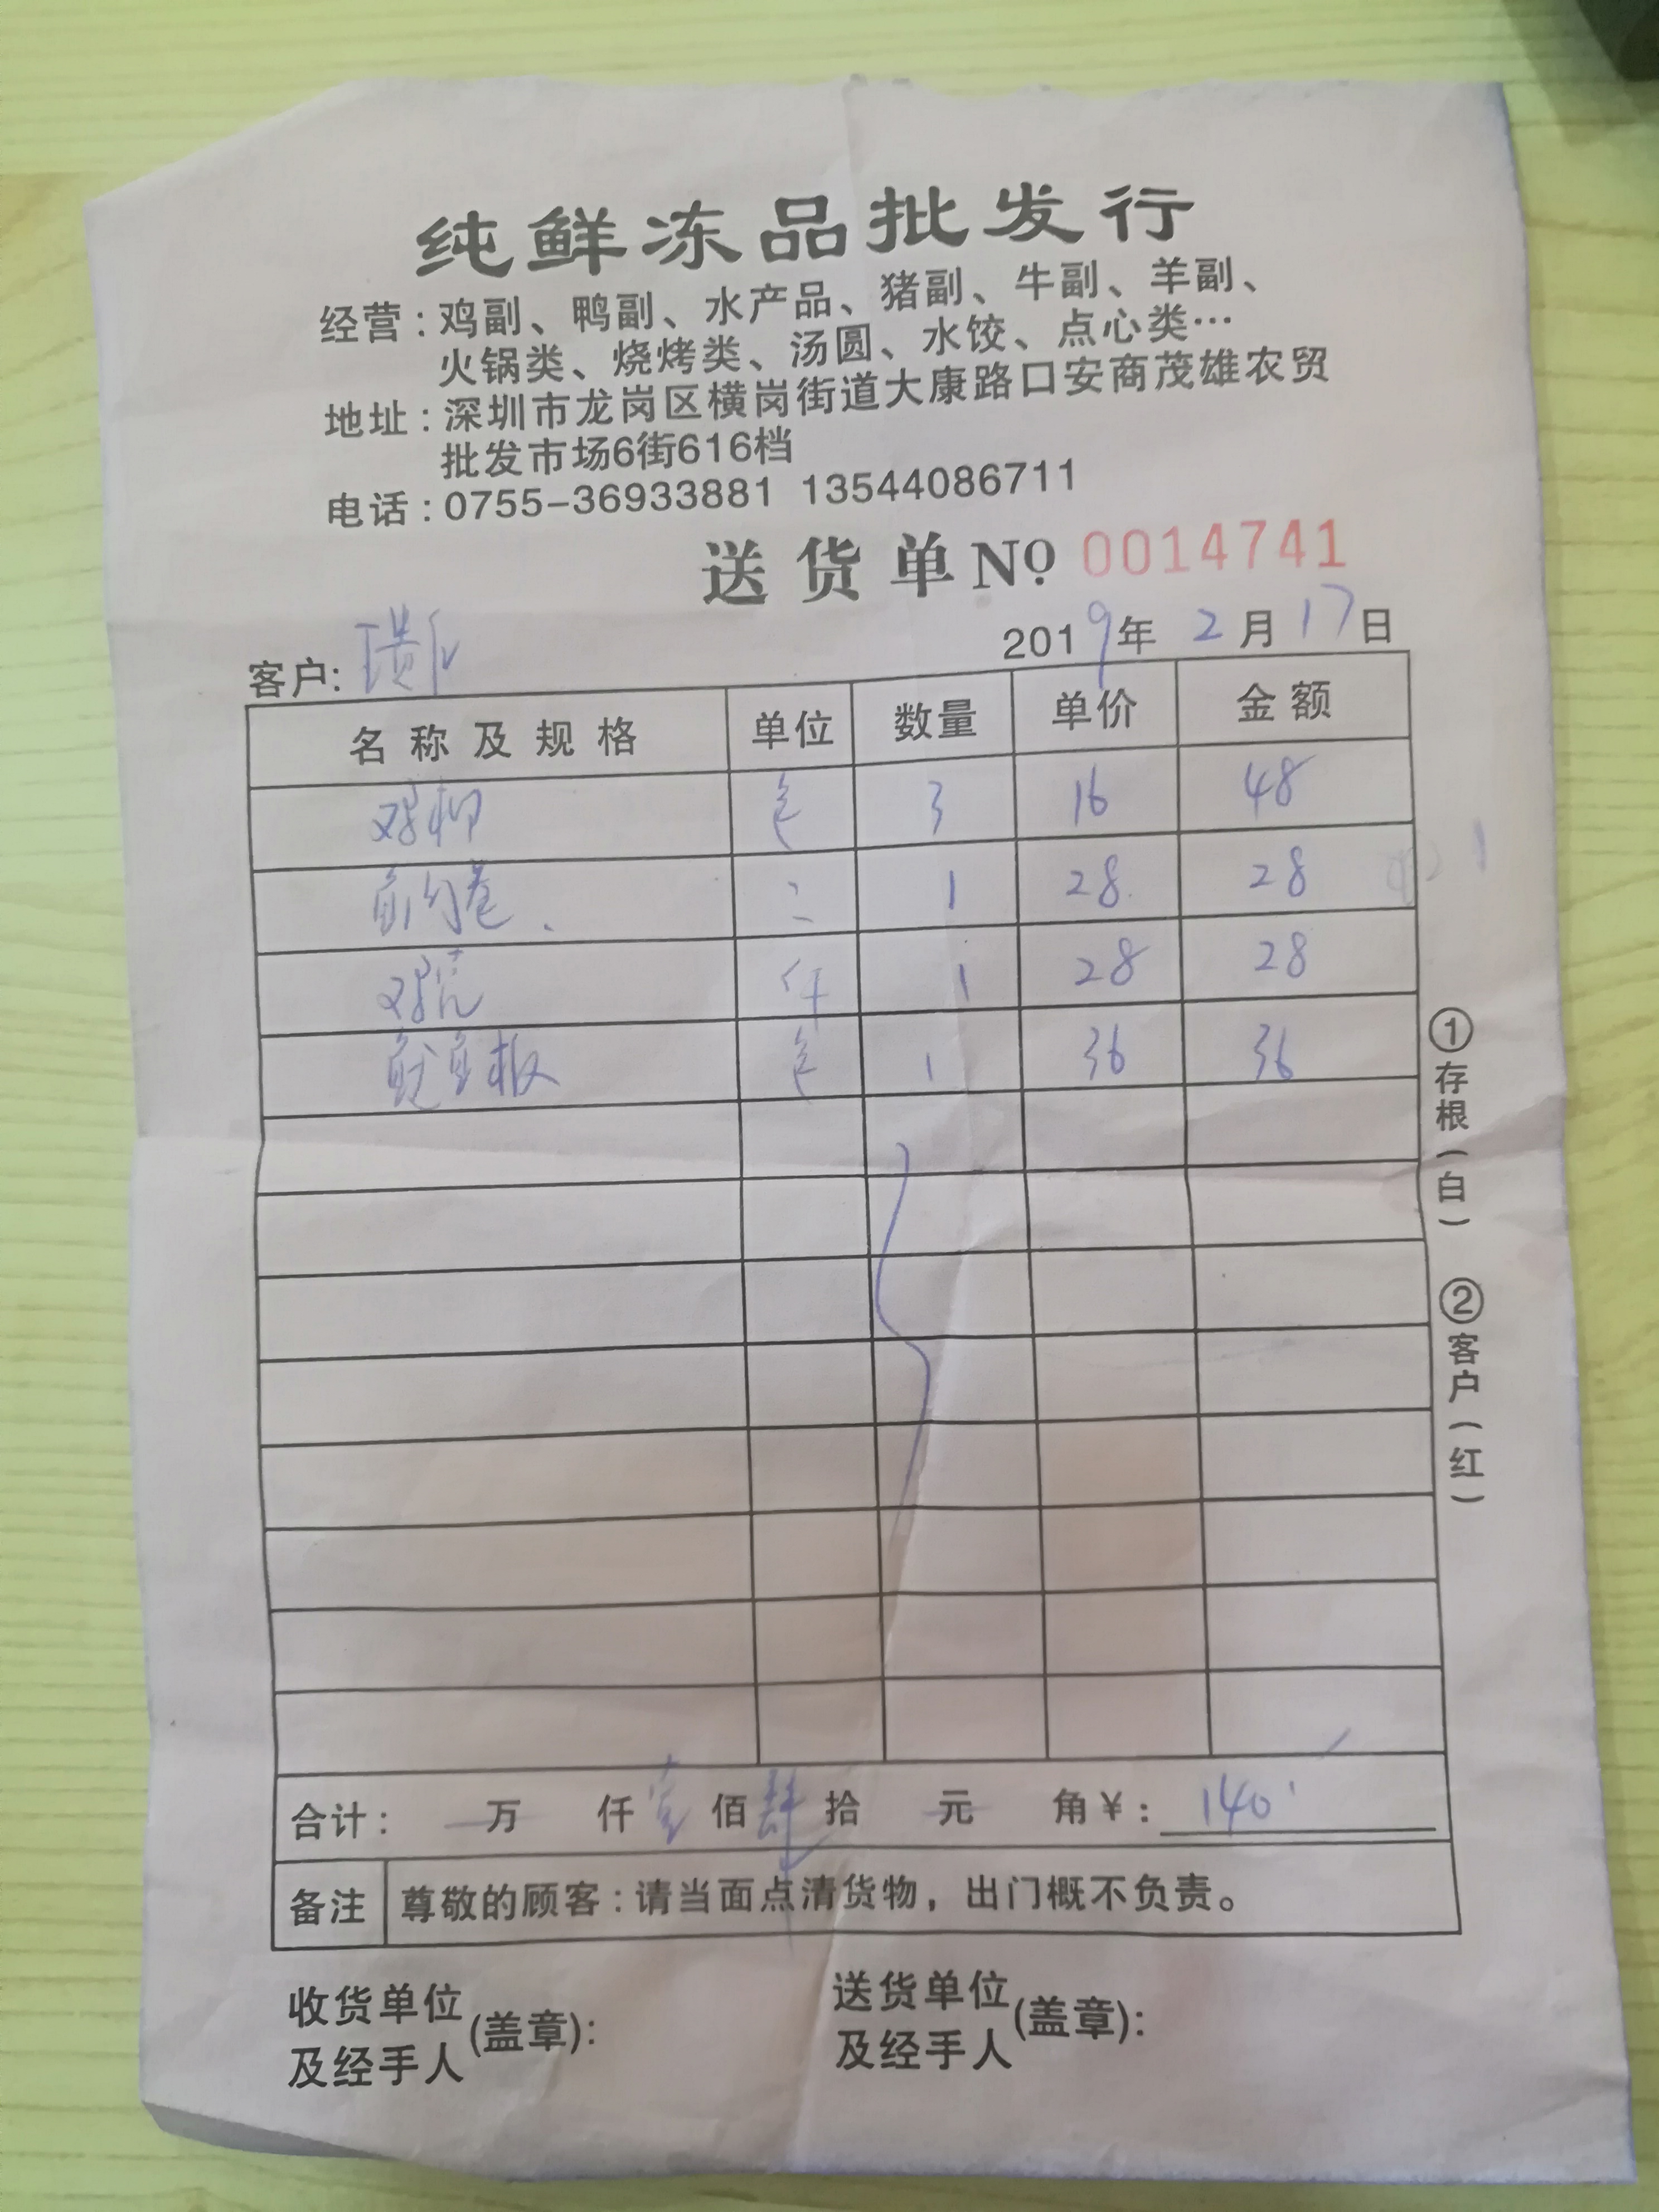 纯鲜冻品批发行
经营:鸡副、鸭副、水产品、猪副、牛副、羊副、
火锅类、烧烤类、汤圆、水饺、点心类…
地址:深圳市龙岗区横岗街道大康路口安商茂雄农贸
批发市场6街616档
电话:0755-36933881 13544086711
送货单 No 0014741
2019年 2月17日
客户:
名称及规格 单位 数量 单价 金额
鸡柳 包 3 16 48
1 28 28
件 1 28 28
鱿鱼板 包 1 36 36
①存根(白) ②客户(红)
合计: 万 仟 壹佰 肆拾 元 角¥: 140
备注 尊敬的顾客:请当面点清货物,出门概不负责。
收货单位及经手人(盖章):
送货单位及经手人(盖章):